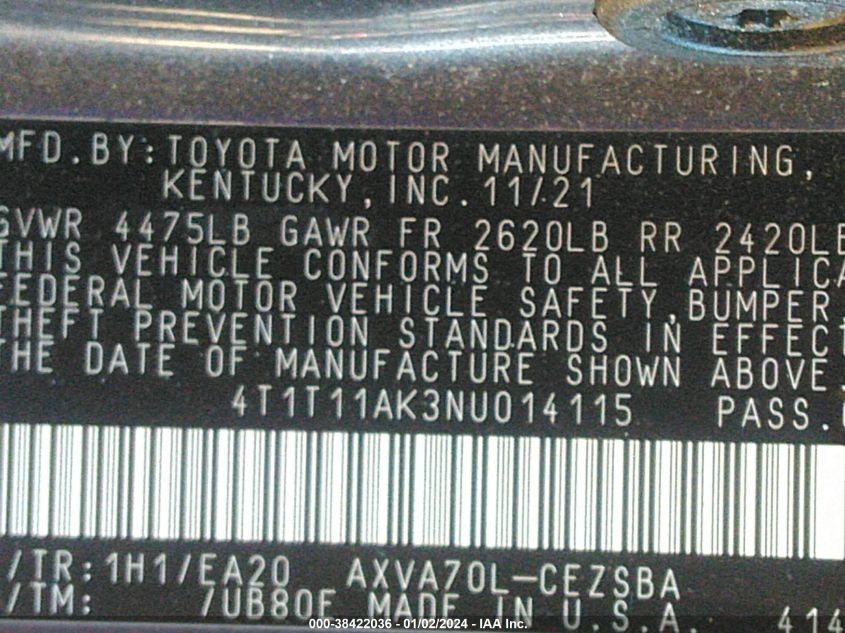 MFD.BY:TOYOTA MOTOR MANUFACTURING,
KENTUCKY,INC. 11/21
GVWR 4475LB GAWR FR 2620LB RR 2420LB
THIS VEHICLE CONFORMS TO ALL APPLICA
FEDERAL MOTOR VEHICLE SAFETY,BUMPER,
THEFT PREVENTION STANDARDS IN EFFECT
THE DATE OF MANUFACTURE SHOWN ABOVE.
4T1T11AK3NU014115 PASS.
/TR:1H1/EA20 AXVA70L-CEZSBA
/TM: /UB80F MADE IN U.S.A. 414
000-38422036 - 01/02/2024 - IAA Inc.